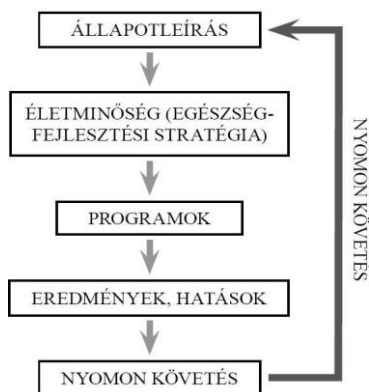 ÁLLAPOTLEÍRÁS
ÉLETMINŐSÉG (EGÉSZSÉG-
FEJLESZTÉSI STRATÉGIA)
PROGRAMOK
EREDMÉNYEK, HATÁSOK
NYOMON KÖVETÉS
NYOMON KÖVETÉS